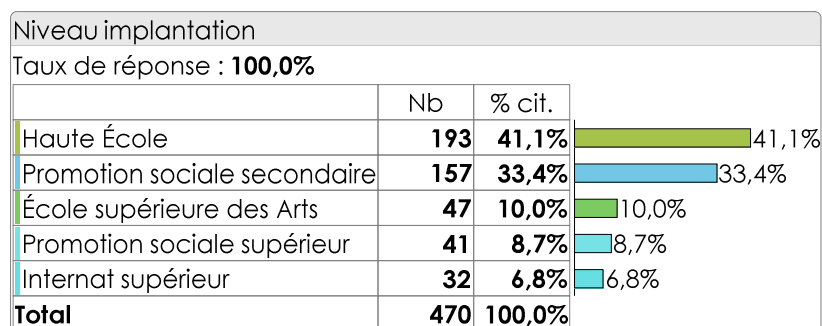 Niveau implantation
Taux de réponse : 100,0%
Nb % cit.
Haute École 193 41,1% 41,1%
Promotion sociale secondaire 157 33,4% 33,4%
École supérieure des Arts 47 10,0% 10,0%
Promotion sociale supérieur 41 8,7% 8,7%
Internat supérieur 32 6,8% 6,8%
Total 470 100,0%